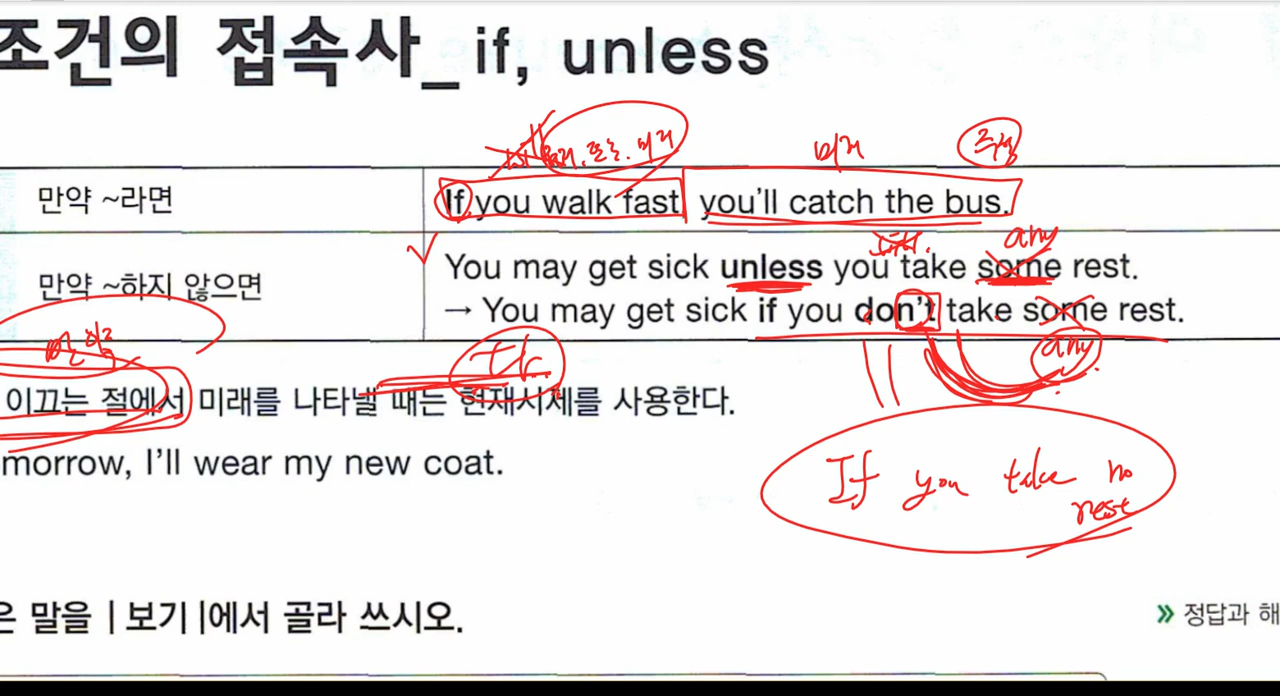 조건의 접속사_if, unless
미래
주절
만약 ~라면
If you walk fast you'll catch the bus.
any
만약 ~하지 않으면
You may get sick unless you take some rest.
→ You may get sick if you don't take some rest.
any
이끄는 절에서 미래를 나타낼 때는 현재시제를 사용한다.
morrow, I'll wear my new coat.
If you take no
rest
은 말을 |보기|에서 골라 쓰시오.
» 정답과 해